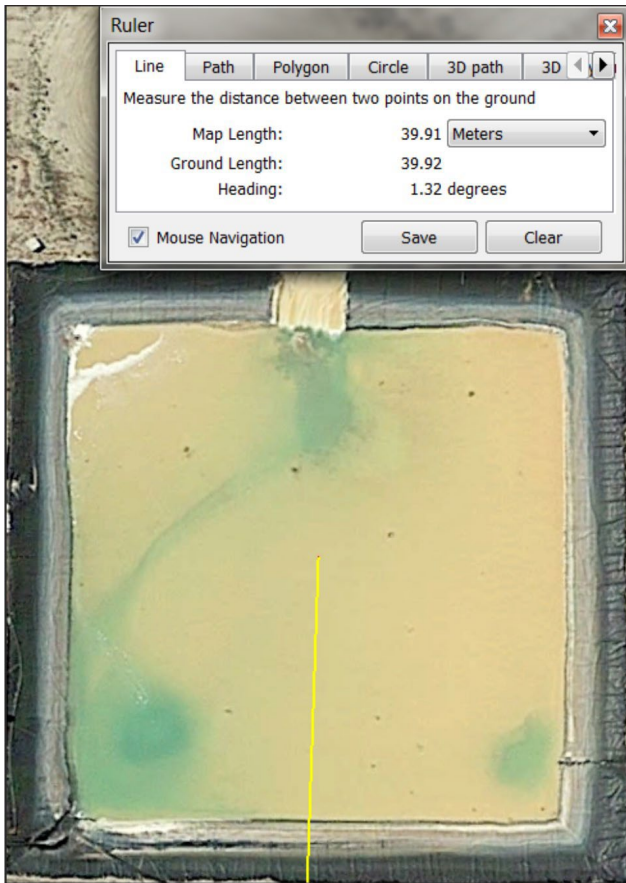 Ruler
Line Path Polygon Circle 3D path 3D
Measure the distance between two points on the ground
Map Length: 39.91 Meters
Ground Length: 39.92
Heading: 1.32 degrees
Mouse Navigation Save Clear